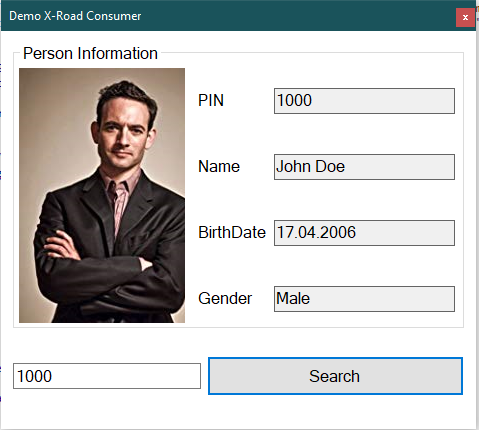 Demo X-Road Consumer
x
Person Information
PIN 1000
Name John Doe
BirthDate 17.04.2006
Gender Male
1000 Search